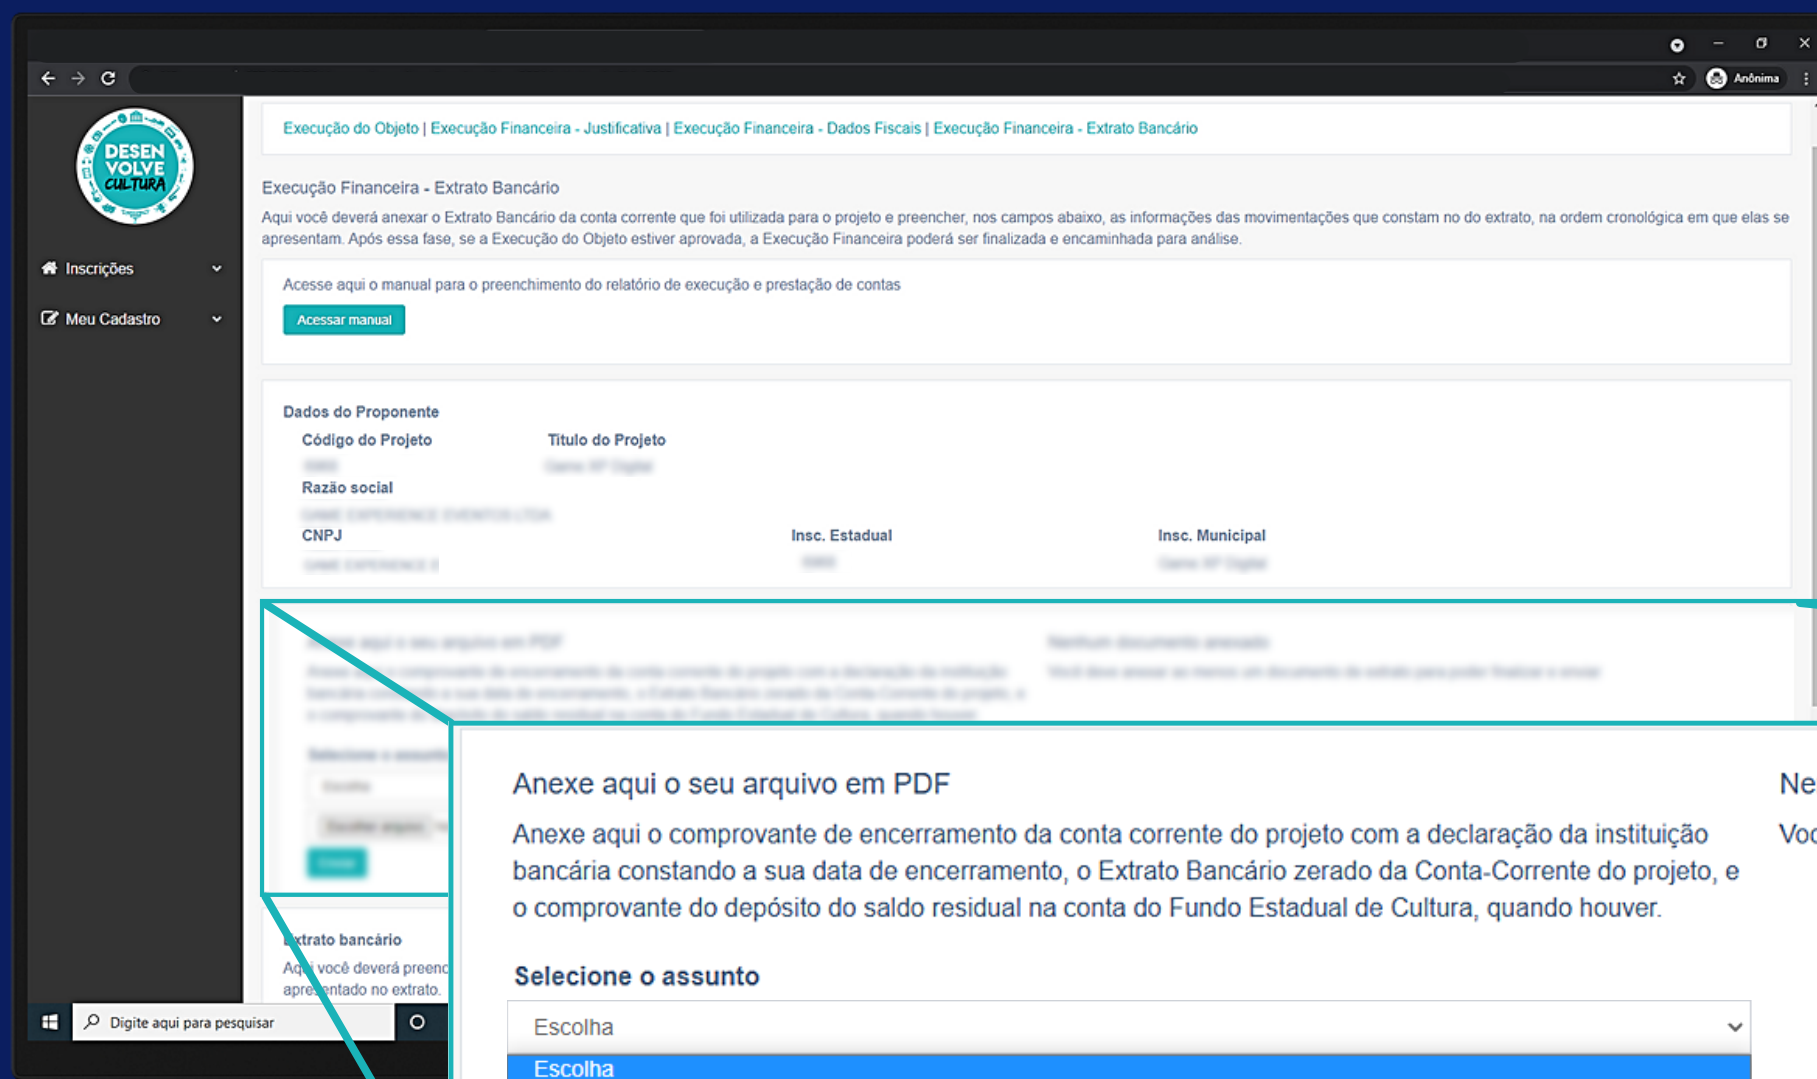 Anônima
DESEN
VOLVE
CULTURA
Inscrições
Meu Cadastro
Execução do Objeto | Execução Financeira - Justificativa | Execução Financeira - Dados Fiscais | Execução Financeira - Extrato Bancário
Execução Financeira - Extrato Bancário
Aqui você deverá anexar o Extrato Bancário da conta corrente que foi utilizada para o projeto e preencher, nos campos abaixo, as informações das movimentações que constam no do extrato, na ordem cronológica em que elas se
apresentam. Após essa fase, se a Execução do Objeto estiver aprovada, a Execução Financeira poderá ser finalizada e encaminhada para análise.
Acesse aqui o manual para o preenchimento do relatório de execução e prestação de contas
Acessar manual
Dados do Proponente
Código do Projeto
Título do Projeto
Razão social
CNPJ
Insc. Estadual
Insc. Municipal
Anexe aqui o seu arquivo em PDF
Anexe aqui o comprovante de encerramento da conta corrente do projeto com a declaração da instituição
bancária constando a sua data de encerramento, o Extrato Bancário zerado da Conta-Corrente do projeto, e
o comprovante do depósito do saldo residual na conta do Fundo Estadual de Cultura, quando houver.
Ne
Voc
Selecione o assunto
Escolha
Escolha
Extrato bancário
Aqui você deverá preenc
apresentado no extrato.
Digite aqui para pesquisar